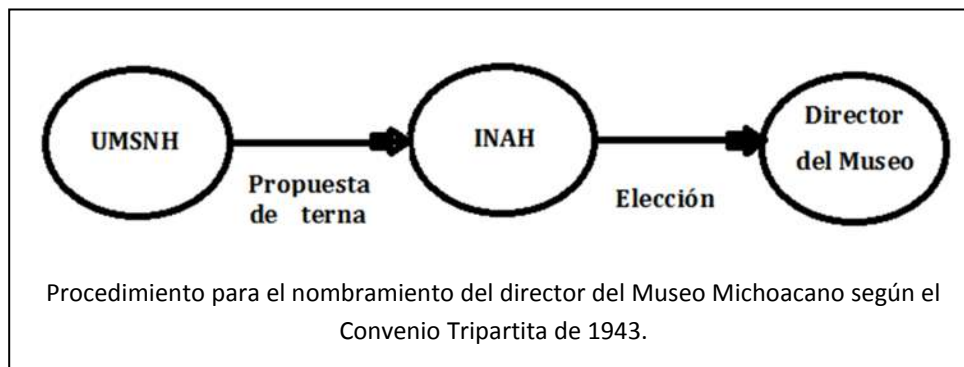 UMSNH
Propuesta
de terna
INAH
Elección
Director
del Museo
Procedimiento para el nombramiento del director del Museo Michoacano según el
Convenio Tripartita de 1943.